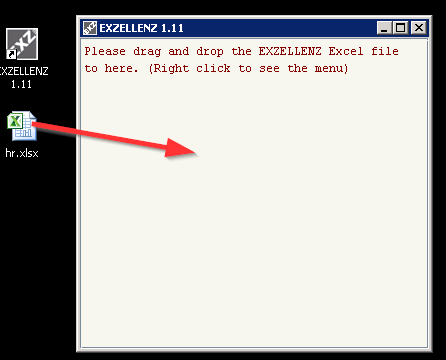 EXZELLENZ 1.11
Please drag and drop the EXZELLENZ Excel file
to here. (Right click to see the menu)
EXZELLENZ
1.11
hr.xlsx